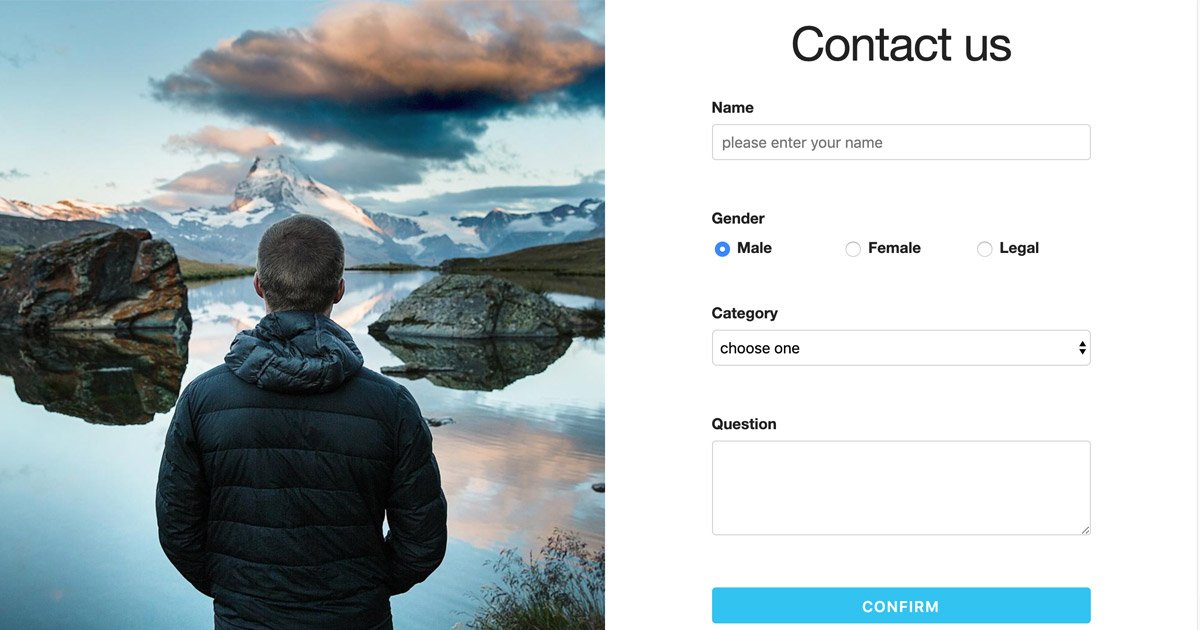 Contact us
Name
please enter your name
Gender
Male Female Legal
Category
choose one
Question
CONFIRM